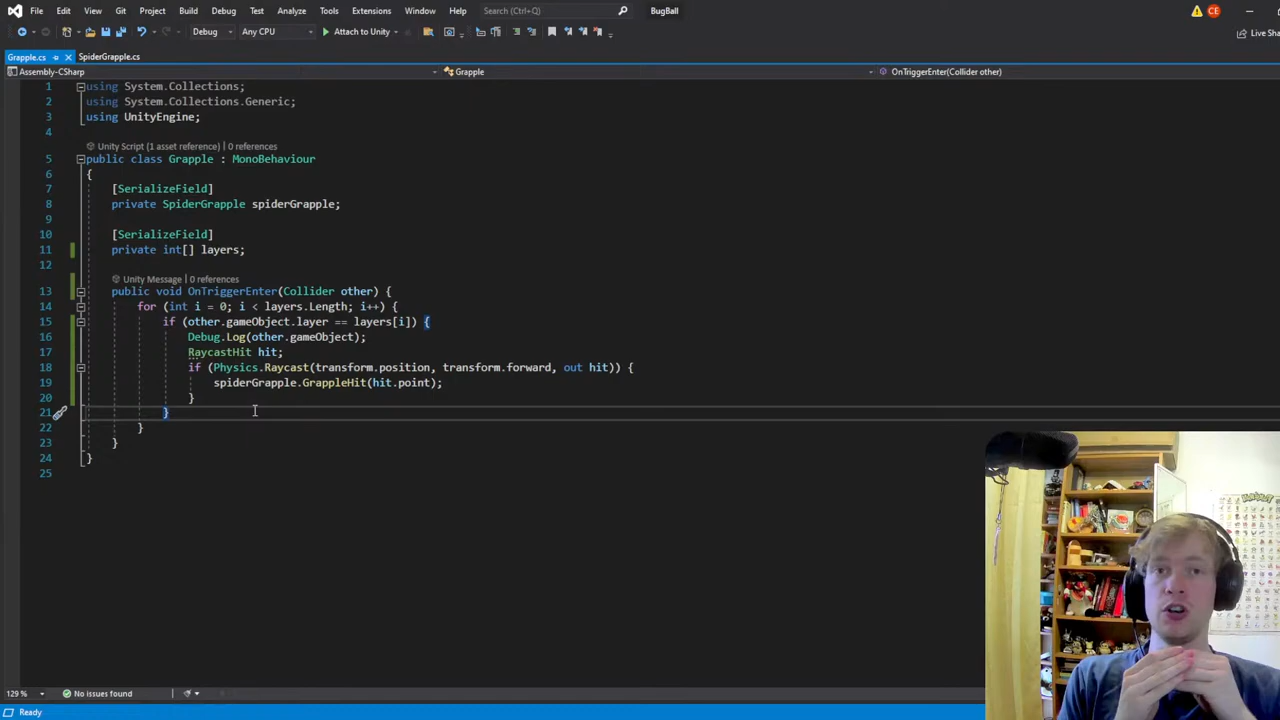 File Edit View Git Project Build Debug Test Analyze Tools Extensions Window Help Search (Ctrl+Q) BugBall CE
Debug Any CPU Attach to Unity Live Sha
Grapple.cs SpiderGrapple.cs
Assembly-CSharp Grapple OnTriggerEnter(Collider other)
1 using System.Collections;
2 using System.Collections.Generic;
3 using UnityEngine;
4
Unity Script (1 asset reference) | 0 references
5 public class Grapple : MonoBehaviour
6 {
7 [SerializeField]
8 private SpiderGrapple spiderGrapple;
9
10 [SerializeField]
11 private int[] layers;
12
Unity Message | 0 references
13 public void OnTriggerEnter(Collider other) {
14 for (int i = 0; i < layers.Length; i++) {
15 if (other.gameObject.layer == layers[i]) {
16 Debug.Log(other.gameObject);
17 RaycastHit hit;
18 if (Physics.Raycast(transform.position, transform.forward, out hit)) {
19 spiderGrapple.GrappleHit(hit.point);
20 }
21 }
22 }
23 }
24 }
25
129 % No issues found
Ready